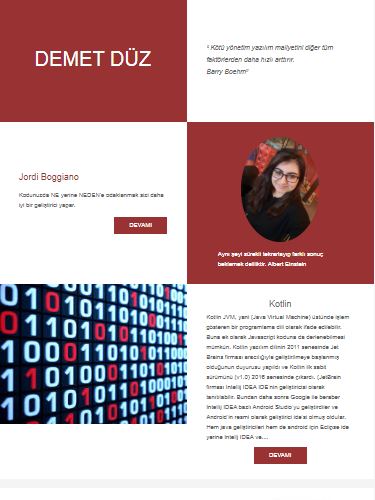 DEMET DÜZ
" Kötü yönetim yazılım maliyetini diğer tüm
faktörlerden daha hızlı arttırır.
Barry Boehm"
Jordi Boggiano
Kodunuzda NE yerine NEDEN'e odaklanmak sizi daha
iyi bir geliştirici yapar.
DEVAMI
Aynı şeyi sürekli tekrarlayıp farklı sonuç
beklemek deliliktir. Albert Einstein
Kotlin
Kotlin JVM, yani (Java Virtual Machine) üstünde işlem
gösteren bir programlama dili olarak ifade edilebilir.
Buna ek olarak Javascript koduna da derlenebilmesi
mümkün. Kotlin yazılım dilinin 2011 senesinde Jet
Brains firması aracılığıyla geliştirilmeye başlanmış
olduğunun duyurusu yapıldı ve Kotlin ilk sabit
sürümünü (v1.0) 2016 senesinde çıkardı. (JetBrain
firması Intellij IDEA IDE'nin geliştiricisi olarak
tanıtılabilir. Bundan daha sonra Google ile beraber
Intellij IDEA bazlı Android Studio'yu geliştirdiler ve
Android'in resmi olarak geliştirici ide'si olmuş oldular.
Hem java geliştiricileri hem de android için Eclipse ide
yerine Intellij IDEA ve....
DEVAMI